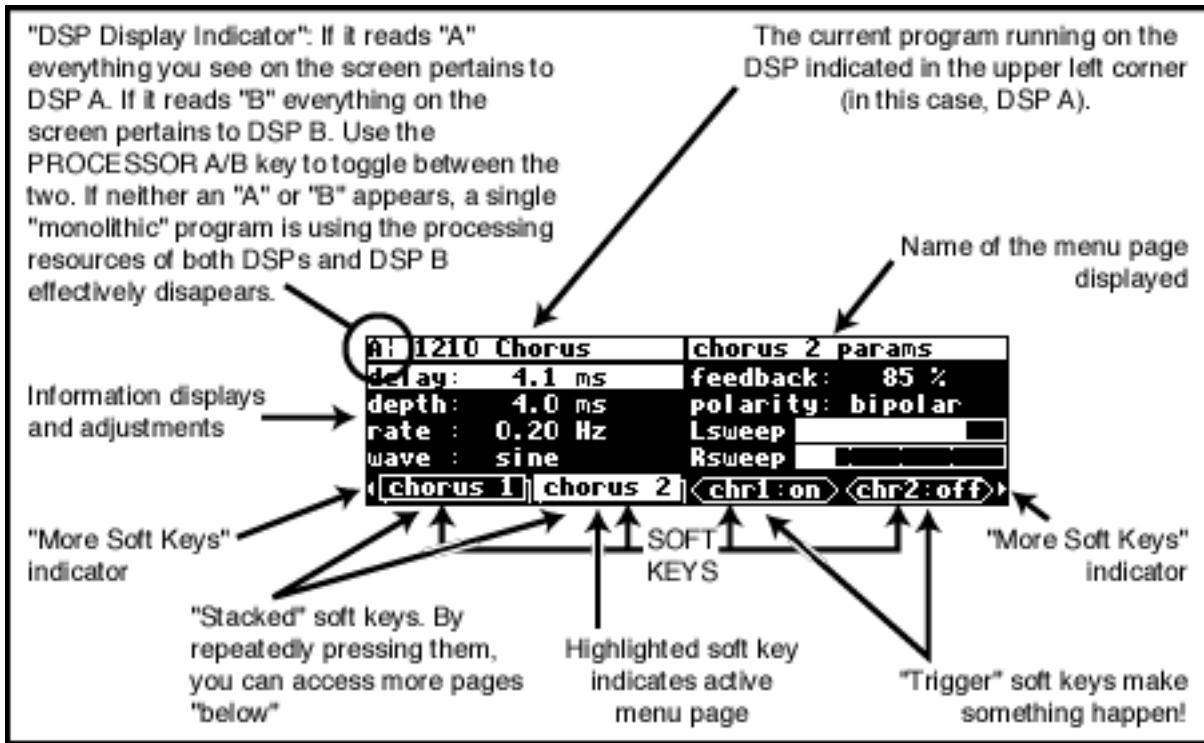 "DSP Display Indicator": If it reads "A"
everything you see on the screen pertains to
DSP A. If it reads "B" everything on the
screen pertains to DSP B. Use the
PROCESSOR A/B key to toggle between the
two. If neither an "A" or "B" appears, a single
"monolithic" program is using the processing
resources of both DSPs and DSP B
effectively disapears.
The current program running on the
DSP indicated in the upper left corner
(in this case, DSP A).
Name of the menu page
displayed
Information displays
and adjustments
A¦ 1210 Chorus chorus 2 params
delay: 4.1 ms feedback: 85 %
depth: 4.0 ms polarity: bipolar
rate : 0.20 Hz Lsweep
wave : sine Rsweep
chorus 1 chorus 2 chr1:on chr2:off
"More Soft Keys"
indicator
SOFT
KEYS
"More Soft Keys"
indicator
"Stacked" soft keys. By
repeatedly pressing them,
you can access more pages
"below"
Highlighted soft key
indicates active
menu page
"Trigger" soft keys make
something happen!